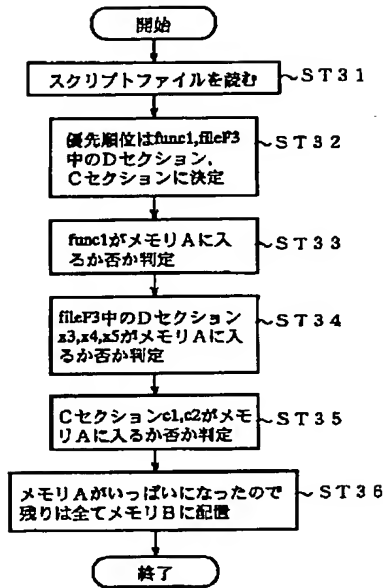 開始
スクリプトファイルを読む
ST31
優先順位はfunc1,fileF3
中のDセクション,
Cセクションに決定
ST32
func1がメモリAに入
るか否か判定
ST33
fileF3中のDセクション
x3,x4,x5がメモリAに入
るか否か判定
ST34
Cセクションc1,c2がメモ
リAに入るか否か判定
ST35
メモリAがいっぱいになったので
残りは全てメモリBに配置
ST36
終了